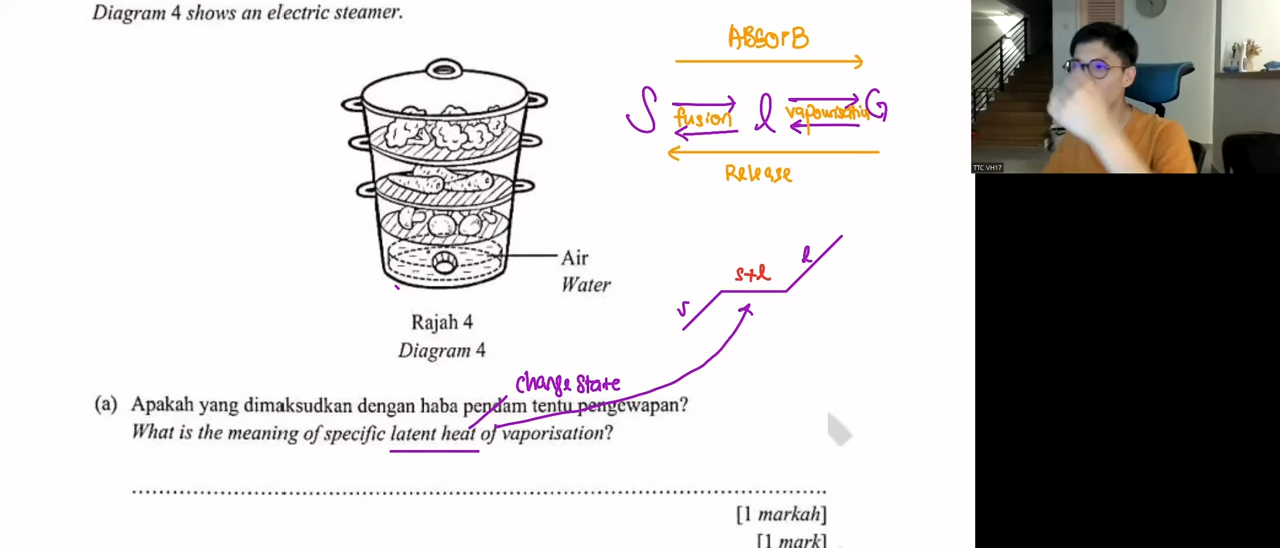 Diagram 4 shows an electric steamer.
ABsorB
S fusion l vapourisation G
Release
Air
Water
s
s+l
l
Rajah 4
Diagram 4
Change state
(a) Apakah yang dimaksudkan dengan haba pendam tentu pengewapan?
What is the meaning of specific latent heat of vaporisation?
[1 markah]
[1 mark]
TTC VH17